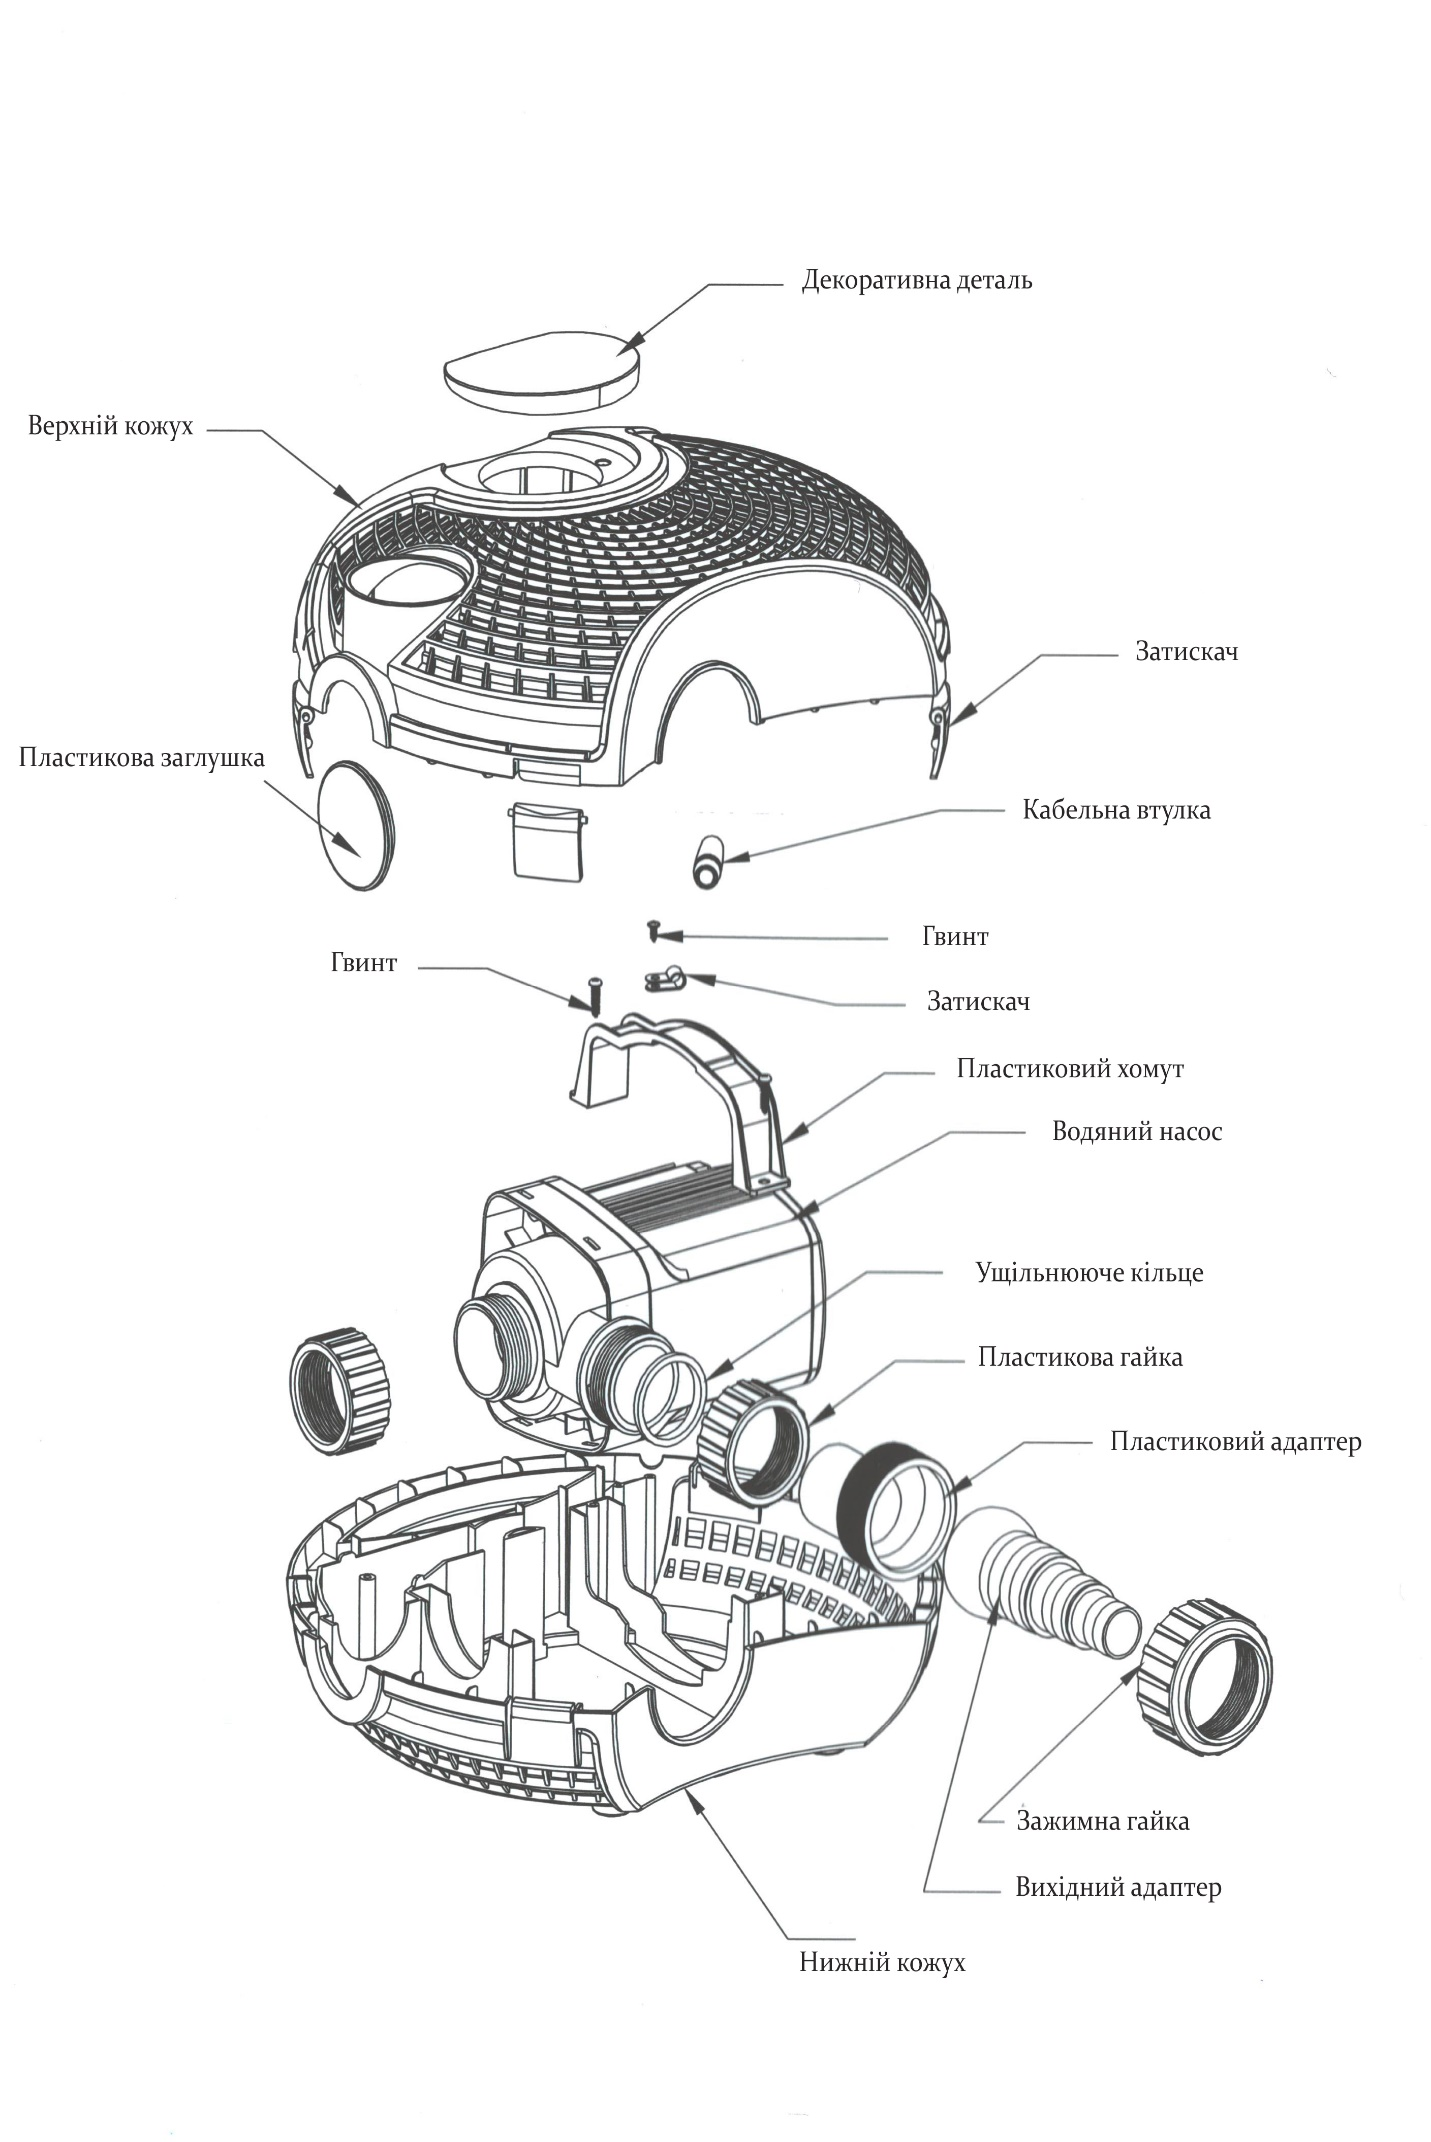 Декоративна деталь
Верхній кожух
Затискач
Пластикова заглушка
Кабельна втулка
Гвинт
Гвинт
Затискач
Пластиковий хомут
Водяний насос
Ущільнююче кільце
Пластикова гайка
Пластиковий адаптер
Зажимна гайка
Вихідний адаптер
Нижній кожух